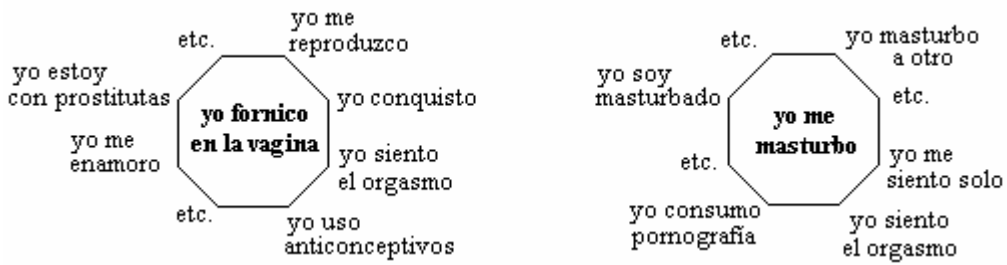 yo me
reproduzco
etc.
yo estoy
con prostitutas
yo fornico
en la vagina
yo conquisto
yo me
enamoro
yo siento
el orgasmo
etc.
yo uso
anticonceptivos
etc.
yo masturbo
a otro
yo soy
masturbado
etc.
yo me
masturbo
etc.
yo me
siento solo
yo consumo
pornografía
yo siento
el orgasmo